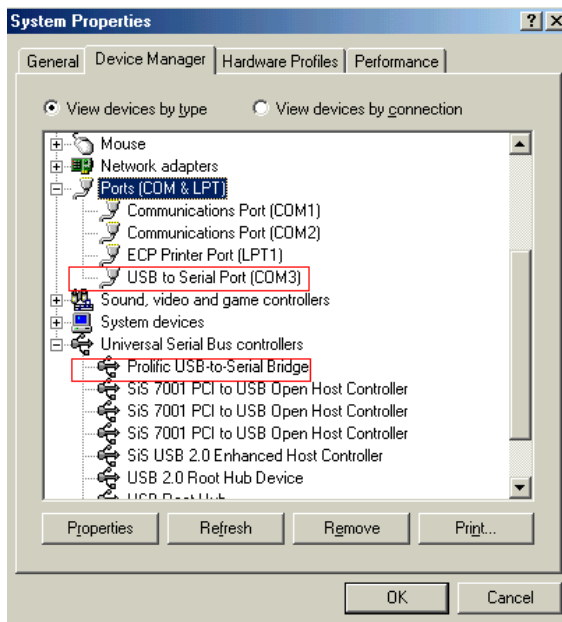 System Properties
General Device Manager Hardware Profiles Performance
View devices by type View devices by connection
Mouse
Network adapters
Ports (COM & LPT)
Communications Port (COM1)
Communications Port (COM2)
ECP Printer Port (LPT1)
USB to Serial Port (COM3)
Sound, video and game controllers
System devices
Universal Serial Bus controllers
Prolific USB-to-Serial Bridge
SiS 7001 PCI to USB Open Host Controller
SiS 7001 PCI to USB Open Host Controller
SiS 7001 PCI to USB Open Host Controller
SiS USB 2.0 Enhanced Host Controller
USB 2.0 Root Hub Device
USB Root Hub
Properties Refresh Remove Print...
OK Cancel